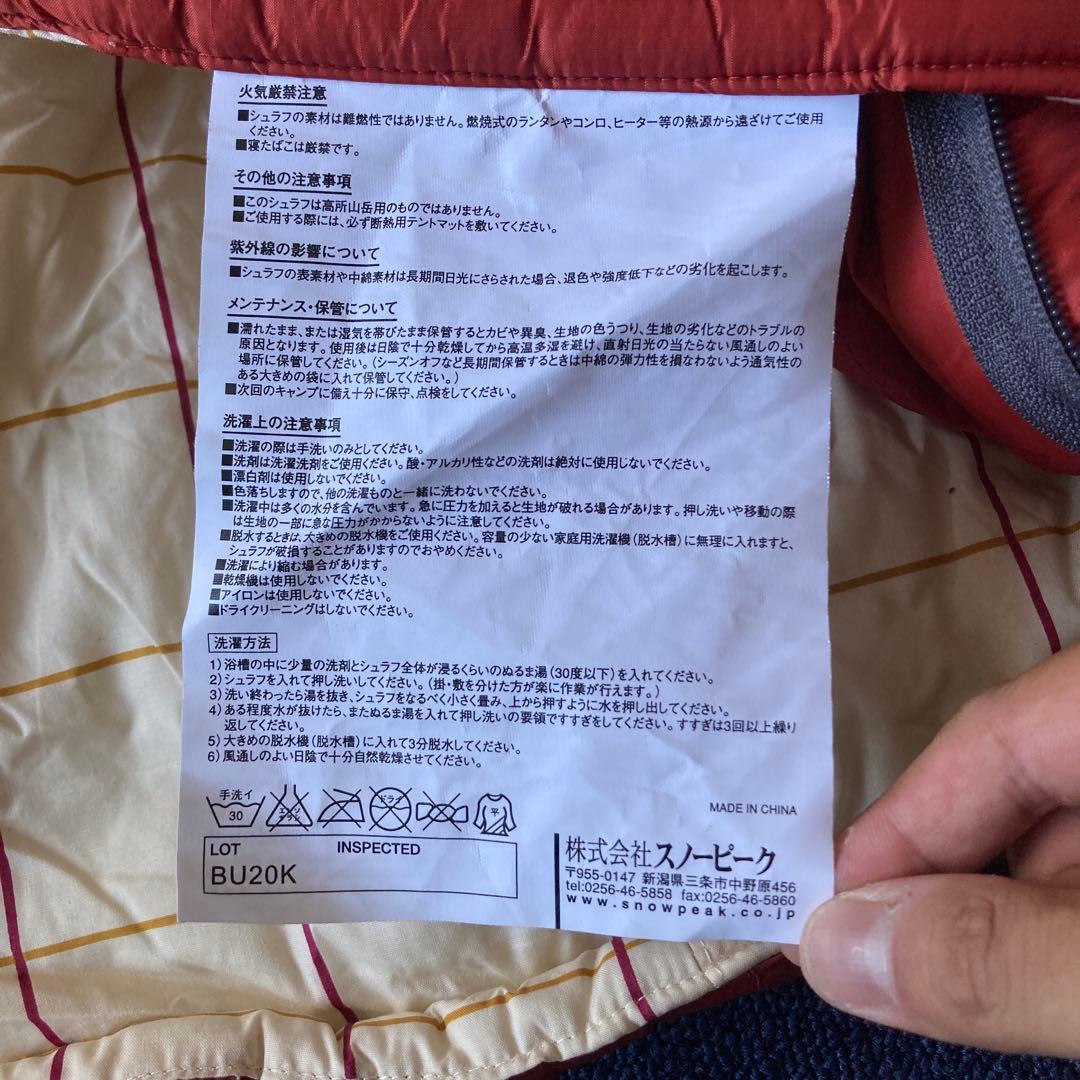 火気厳禁注意
■シュラフの素材は難燃性ではありません。燃焼式のランタンやコンロ、ヒーター等の熱源から遠ざけてご使用
ください。
■寝たばこは厳禁です。
その他の注意事項
■このシュラフは高所山岳用のものではありません。
■ご使用する際には、必ず断熱用テントマットを敷いてください。
紫外線の影響について
■シュラフの表素材や中綿素材は長期間日光にさらされた場合、退色や強度低下などの劣化を起こします。
メンテナンス・保管について
■濡れたまま、または湿気を帯びたまま保管するとカビや異臭、生地の色うつり、生地の劣化などのトラブルの
原因となります。使用後は日陰で十分乾燥してから高温多湿を避け、直射日光の当たらない風通しのよい
場所に保管してください。（シーズンオフなど長期間保管するときは中綿の弾力性を損なわないよう通気性の
ある大きめの袋に入れて保管してください。）
■次回のキャンプに備え十分に保守、点検をしてください。
洗濯上の注意事項
■洗濯の際は手洗いのみとしてください。
■洗剤は洗濯洗剤をご使用ください。酸・アルカリ性などの洗剤は絶対に使用しないでください。
■漂白剤は使用しないでください。
■色落ちしますので、他の洗濯ものと一緒に洗わないでください。
■洗濯中は多くの水分を含んでいます。急に圧力を加えると生地が破れる場合があります。押し洗いや移動の際
は生地の一部に急な圧力がかからないように注意してください。
■脱水するときは、大きめの脱水機をご使用ください。容量の少ない家庭用洗濯機（脱水槽）に無理に入れますと、
シュラフが破損することがありますのでおやめください。
■洗濯により縮む場合があります。
■乾燥機は使用しないでください。
■アイロンは使用しないでください。
■ドライクリーニングはしないでください。
洗濯方法
1）浴槽の中に少量の洗剤とシュラフ全体が浸るくらいのぬるま湯（30度以下）を入れてください。
2）シュラフを入れて押し洗いしてください。（掛・敷を分けた方が楽に作業が行えます。）
3）洗い終わったら湯を抜き、シュラフをなるべく小さく畳み、上から押すように水を押し出してください。
4）ある程度水が抜けたら、またぬるま湯を入れて押し洗いの要領ですすぎをしてください。すすぎは3回以上繰り
返してください。
5）大きめの脱水機（脱水槽）に入れて3分脱水してください。
6）風通しのよい日陰で十分自然乾燥させてください。
手洗イ 30 エンソサラシ ドライ 平
MADE IN CHINA
LOT INSPECTED
BU20K
株式会社スノーピーク
〒955-0147 新潟県三条市中野原456
tel:0256-46-5858 fax:0256-46-5860
www.snowpeak.co.jp